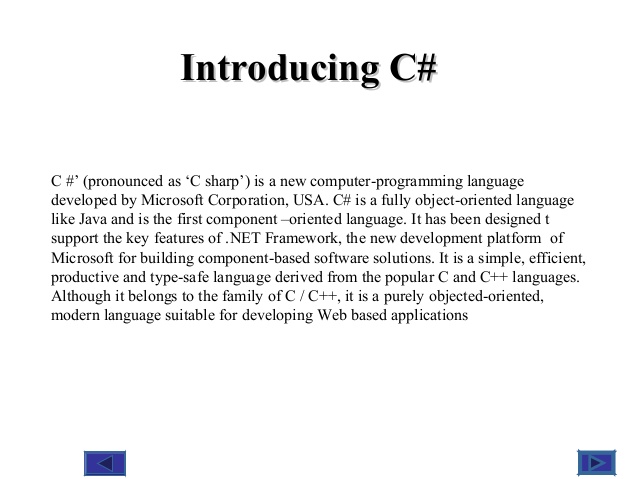 Introducing C#
C #’ (pronounced as ‘C sharp’) is a new computer-programming language
developed by Microsoft Corporation, USA. C# is a fully object-oriented language
like Java and is the first component –oriented language. It has been designed t
support the key features of .NET Framework, the new development platform  of
Microsoft for building component-based software solutions. It is a simple, efficient,
productive and type-safe language derived from the popular C and C++ languages.
Although it belongs to the family of C / C++, it is a purely objected-oriented,
modern language suitable for developing Web based applications